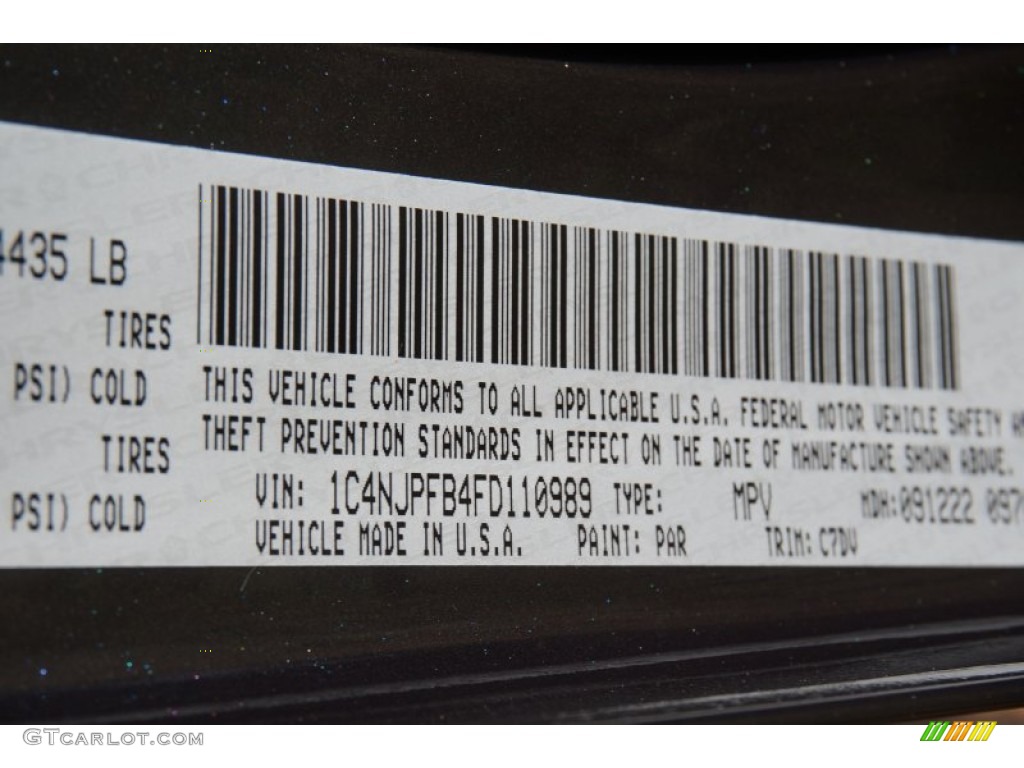 4435 LB
TIRES
PSI) COLD
TIRES
PSI) COLD
THIS VEHICLE CONFORMS TO ALL APPLICABLE U.S.A. FEDERAL MOTOR VEHICLE SAFETY
THEFT PREVENTION STANDARDS IN EFFECT ON THE DATE OF MANUFACTURE SHOWN ABOVE.
VIN: 1C4NJPFB4FD110989 TYPE: MPV MDH:091222 097
VEHICLE MADE IN U.S.A. PAINT: PAR TRIM: C7DV
GTCARLOT.COM